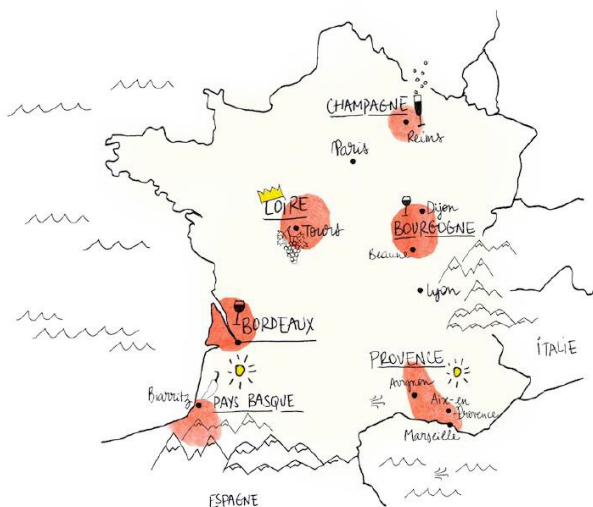 CHAMPAGNE
Reims
Paris
LOIRE
Tours
Dijon
BOURGOGNE
Beaune
Lyon
BORDEAUX
ITALIE
PROVENCE
Avignon
Biarritz
PAYS BASQUE
Aix-en
-Provence
Marseille
ESPAGNE